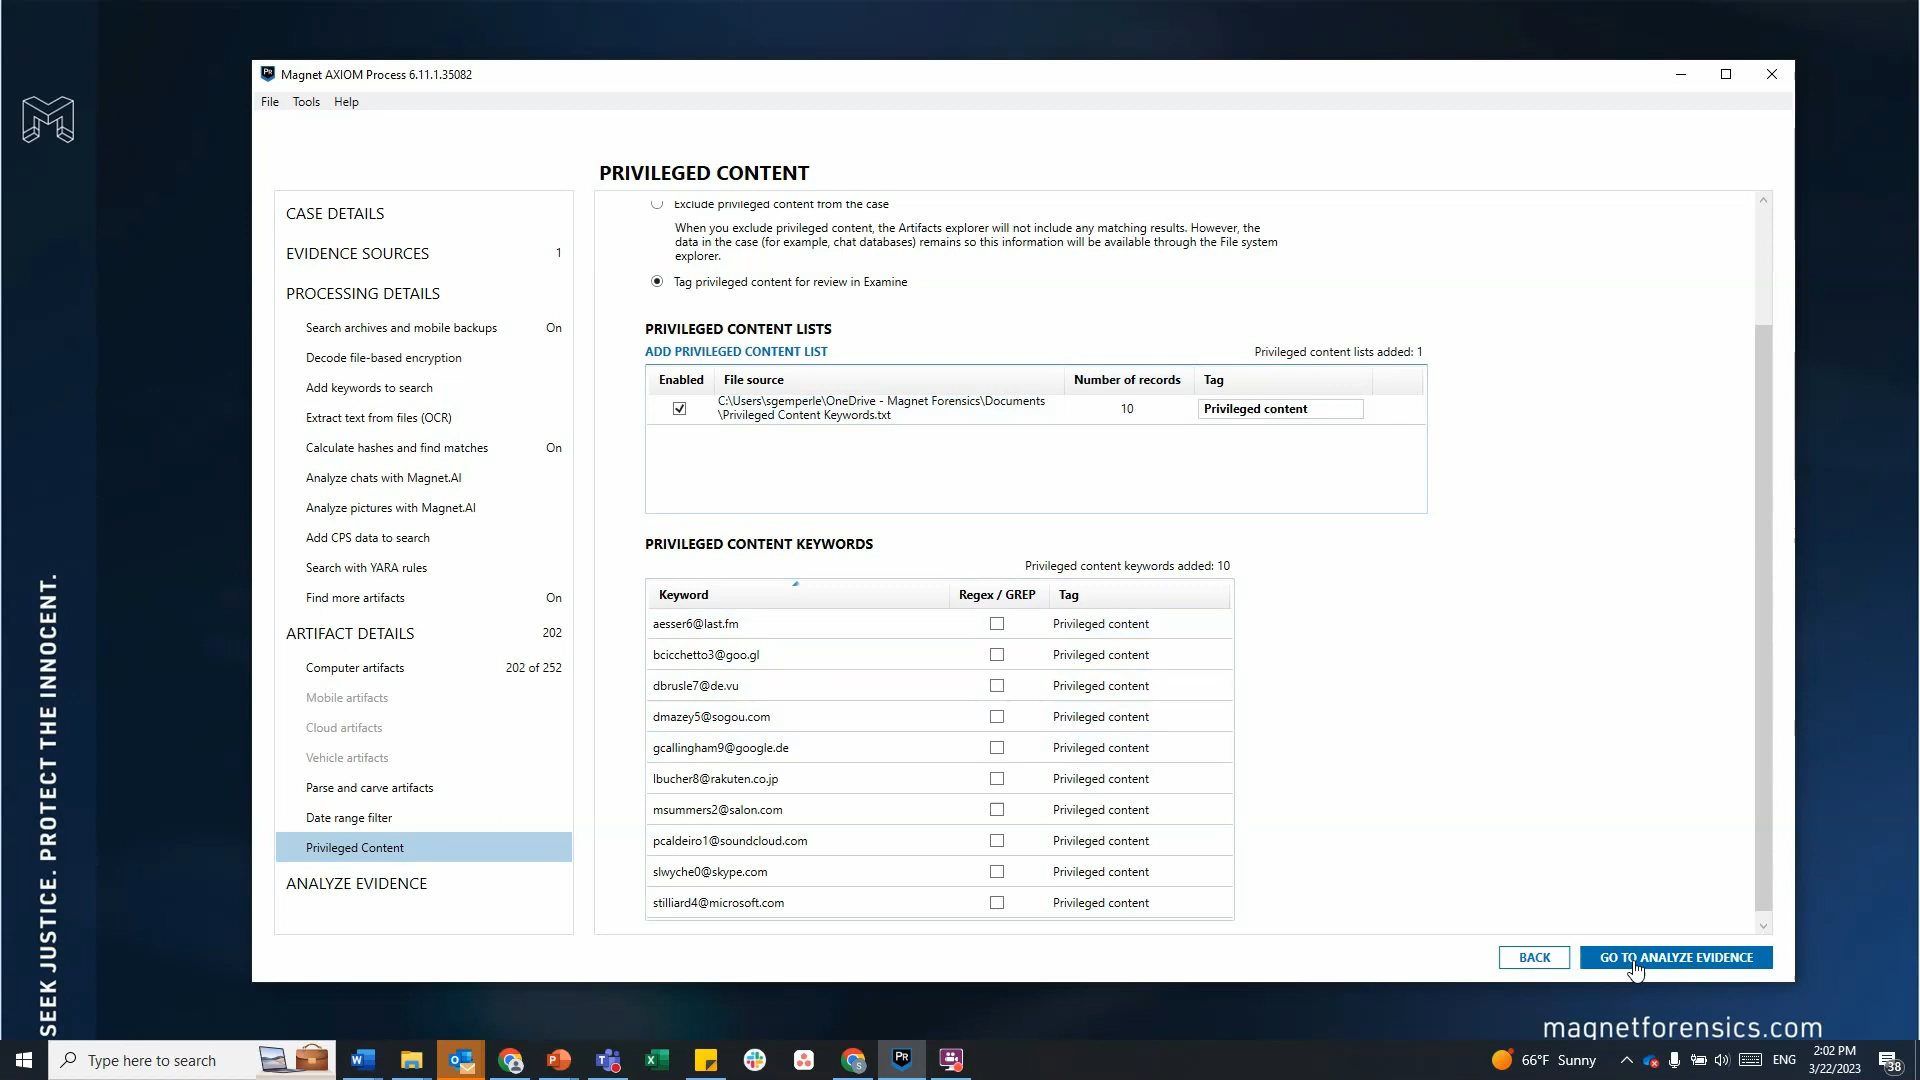 Magnet AXIOM Process 6.11.1.35082
File Tools Help
PRIVILEGED CONTENT
CASE DETAILS
EVIDENCE SOURCES 1
PROCESSING DETAILS
Search archives and mobile backups On
Decode file-based encryption
Add keywords to search
Extract text from files (OCR)
Calculate hashes and find matches On
Analyze chats with Magnet.AI
Analyze pictures with Magnet.AI
Add CPS data to search
Search with YARA rules
Find more artifacts On
ARTIFACT DETAILS 202
Computer artifacts 202 of 252
Mobile artifacts
Cloud artifacts
Vehicle artifacts
Parse and carve artifacts
Date range filter
Privileged Content
ANALYZE EVIDENCE
Exclude privileged content from the case
When you exclude privileged content, the Artifacts explorer will not include any matching results. However, the
data in the case (for example, chat databases) remains so this information will be available through the File system
explorer.
Tag privileged content for review in Examine
PRIVILEGED CONTENT LISTS
ADD PRIVILEGED CONTENT LIST Privileged content lists added: 1
Enabled File source Number of records Tag
C:\Users\sgemperle\OneDrive - Magnet Forensics\Documents
\Privileged Content Keywords.txt 10 Privileged content
PRIVILEGED CONTENT KEYWORDS
Privileged content keywords added: 10
Keyword Regex / GREP Tag
aesser6@last.fm Privileged content
bcicchetto3@goo.gl Privileged content
dbrusle7@de.vu Privileged content
dmazey5@sogou.com Privileged content
gcallingham9@google.de Privileged content
lbucher8@rakuten.co.jp Privileged content
msummers2@salon.com Privileged content
pcaldeiro1@soundcloud.com Privileged content
slwyche0@skype.com Privileged content
stilliard4@microsoft.com Privileged content
BACK GO TO ANALYZE EVIDENCE
SEEK JUSTICE. PROTECT THE INNOCENT.
magnetforensics.com
Type here to search
66°F Sunny
ENG
2:02 PM
3/22/2023
38